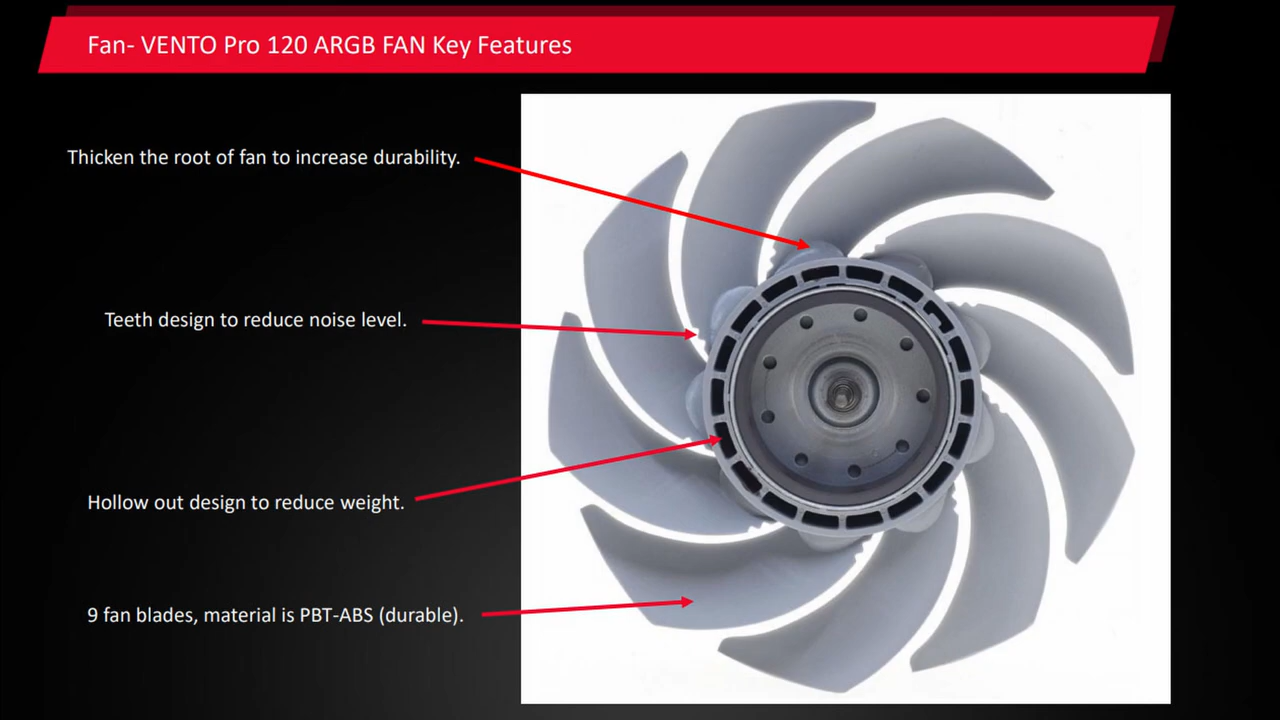 Fan- VENTO Pro 120 ARGB FAN Key Features
Thicken the root of fan to increase durability.
Teeth design to reduce noise level.
Hollow out design to reduce weight.
9 fan blades, material is PBT-ABS (durable).